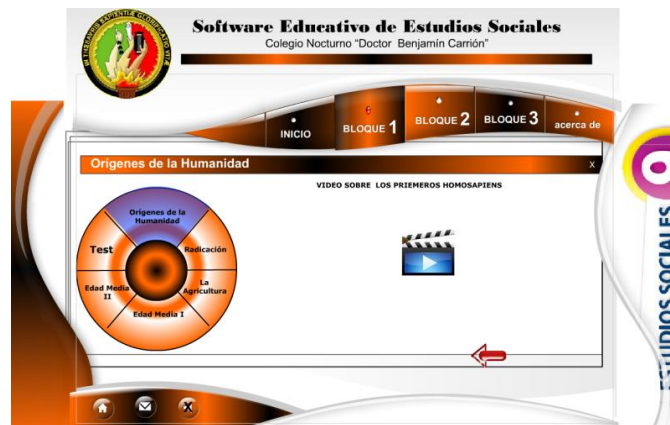 Software Educativo de Estudios Sociales
Colegio Nocturno "Doctor Benjamín Carrión"
INICIO
BLOQUE 1
BLOQUE 2
BLOQUE 3
acerca de
Orígenes de la Humanidad
x
VIDEO SOBRE LOS PRIEMEROS HOMOSAPIENS
Orígenes de la
Humanidad
Test
Radicación
Edad Media
II
La
Agricultura
Edad Media I
ESTUDIOS SOCIALES